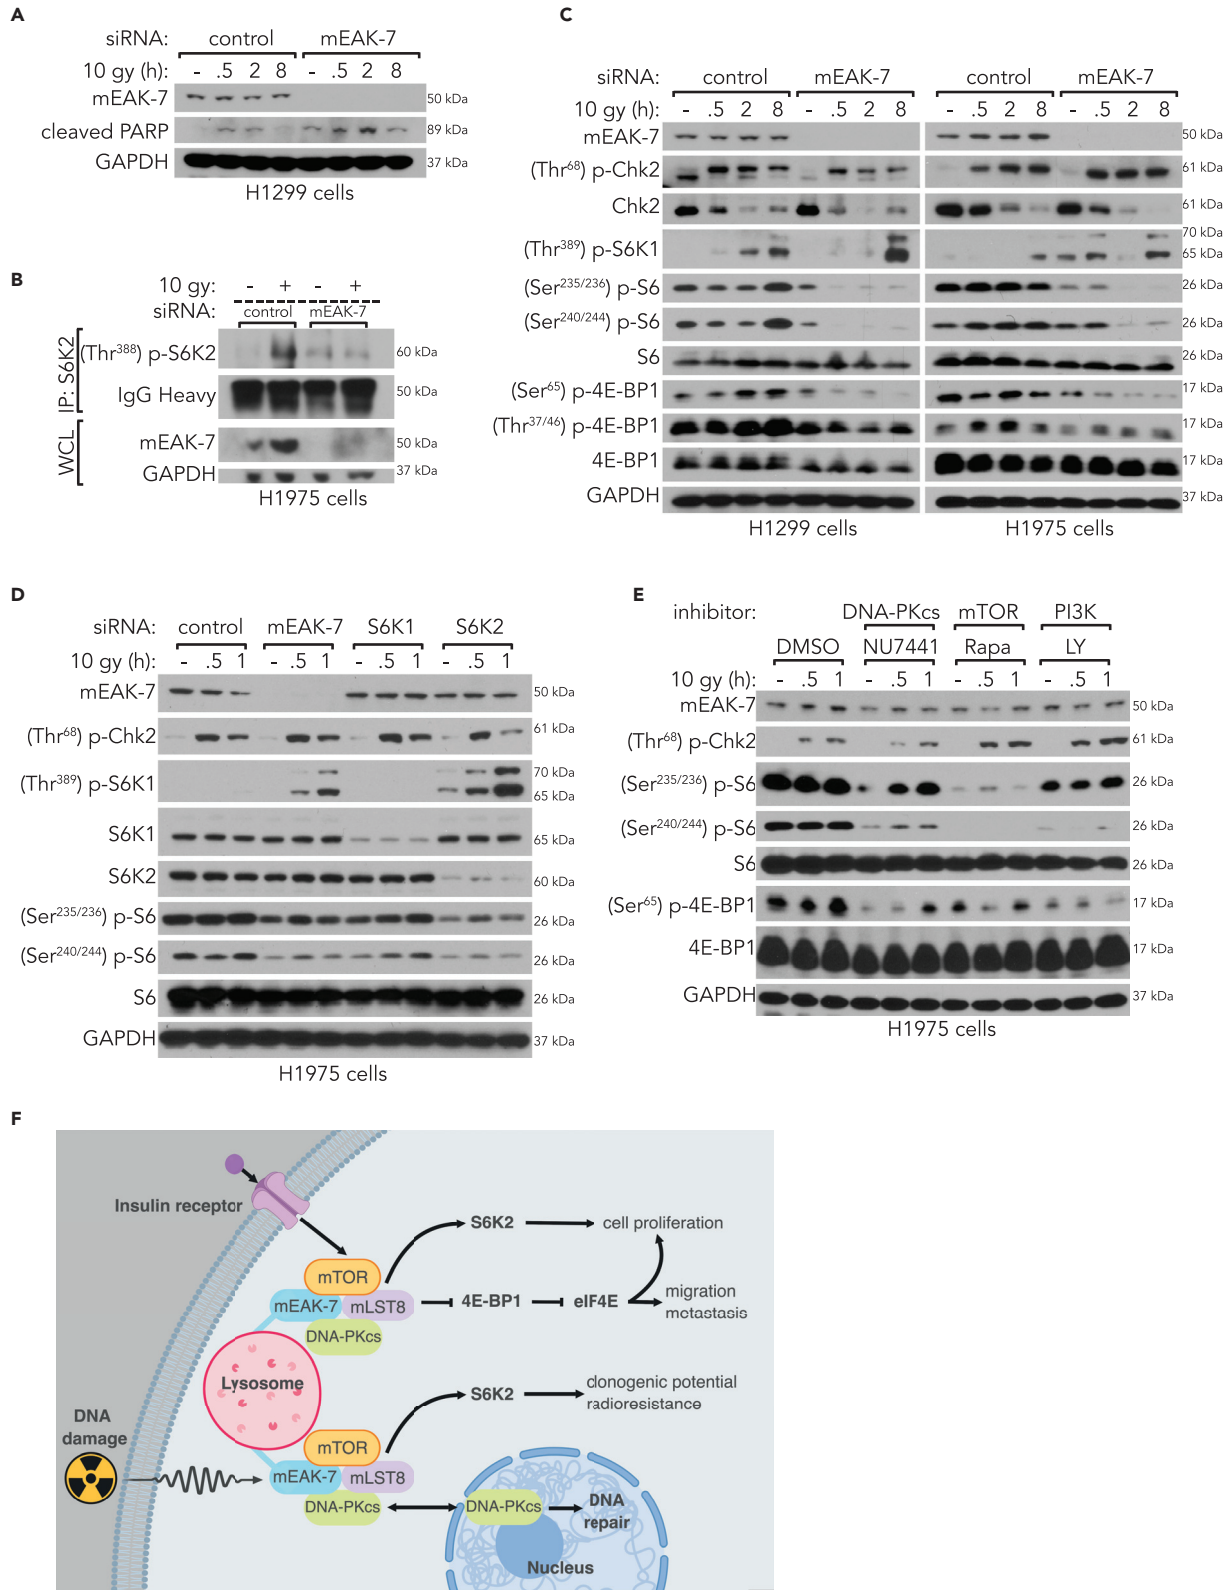 A
siRNA: control mEAK-7
10 gy (h): - .5 2 8 - .5 2 8
mEAK-7 50 kDa
cleaved PARP 89 kDa
GAPDH 37 kDa
H1299 cells
B
10 gy: - + - +
siRNA: control mEAK-7
IP: S6K2
(Thr388) p-S6K2 60 kDa
IgG Heavy 50 kDa
WCL
mEAK-7 50 kDa
GAPDH 37 kDa
H1975 cells
C
siRNA: control mEAK-7 control mEAK-7
10 gy (h): - .5 2 8 - .5 2 8 - .5 2 8 - .5 2 8
mEAK-7 50 kDa
(Thr68) p-Chk2 61 kDa
Chk2 61 kDa
70 kDa
(Thr389) p-S6K1 65 kDa
(Ser235/236) p-S6 26 kDa
(Ser240/244) p-S6 26 kDa
S6 26 kDa
(Ser65) p-4E-BP1 17 kDa
(Thr37/46) p-4E-BP1 17 kDa
4E-BP1 17 kDa
GAPDH 37 kDa
H1299 cells H1975 cells
D
siRNA: control mEAK-7 S6K1 S6K2
10 gy (h): - .5 1 - .5 1 - .5 1 - .5 1
mEAK-7 50 kDa
(Thr68) p-Chk2 61 kDa
(Thr389) p-S6K1 70 kDa
65 kDa
S6K1 65 kDa
S6K2 60 kDa
(Ser235/236) p-S6 26 kDa
(Ser240/244) p-S6 26 kDa
S6 26 kDa
GAPDH 37 kDa
H1975 cells
E
inhibitor: DNA-PKcs mTOR PI3K
DMSO NU7441 Rapa LY
10 gy (h): - .5 1 - .5 1 - .5 1 - .5 1
mEAK-7 50 kDa
(Thr68) p-Chk2 61 kDa
(Ser235/236) p-S6 26 kDa
(Ser240/244) p-S6 26 kDa
S6 26 kDa
(Ser65) p-4E-BP1 17 kDa
4E-BP1 17 kDa
GAPDH 37 kDa
H1975 cells
F
Insulin receptor
S6K2 cell proliferation
mTOR
mEAK-7 mLST8 4E-BP1 eIF4E migration
metastasis
DNA-PKcs
Lysosome
S6K2 clonogenic potential
radioresistance
DNA
damage
mTOR
mEAK-7 mLST8
DNA-PKcs DNA-PKcs DNA
repair
Nucleus